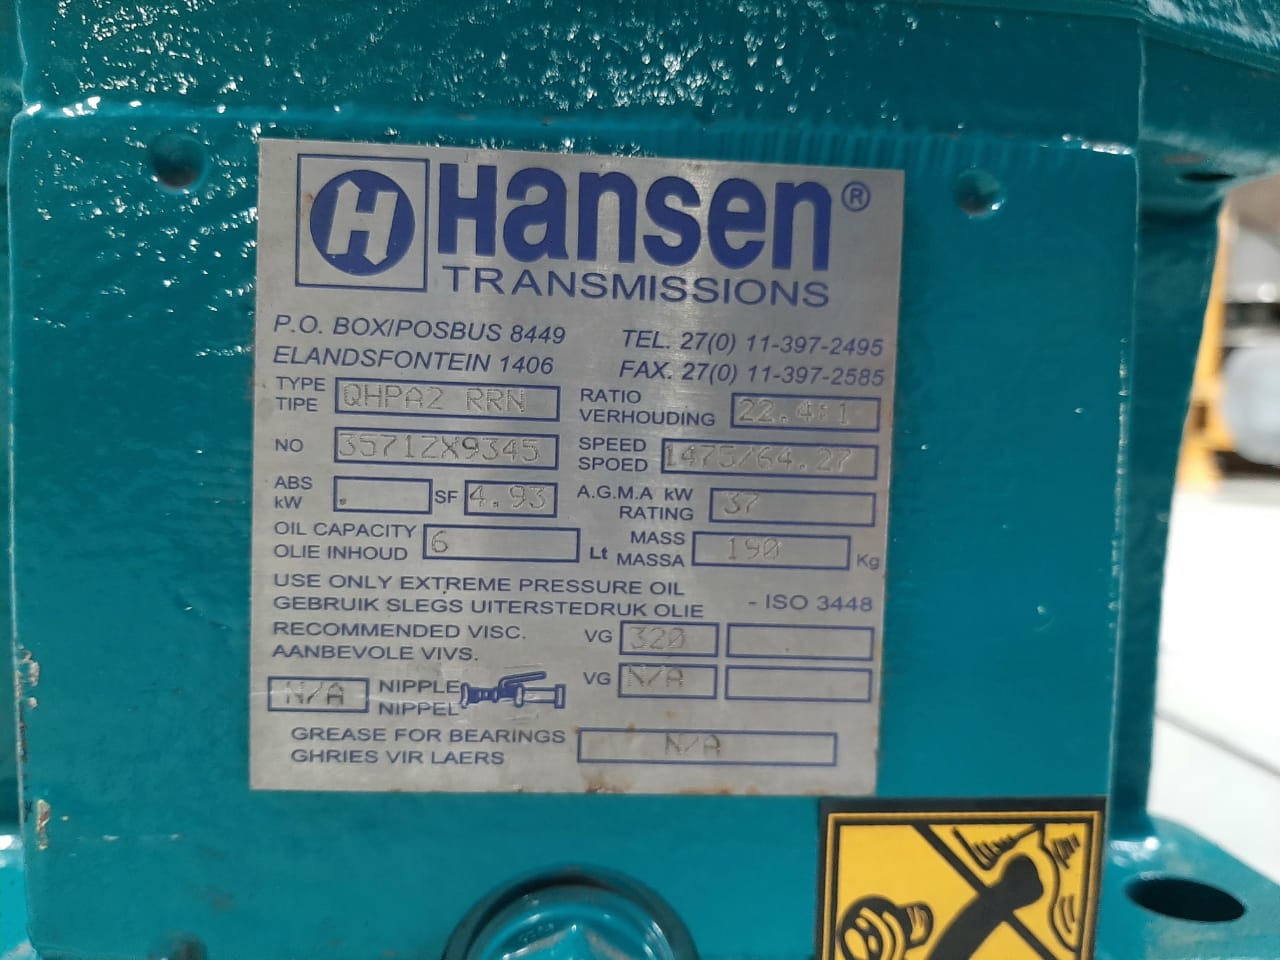 H Hansen®
TRANSMISSIONS
P.O. BOX/POSBUS 8449 TEL. 27(0) 11-397-2495
ELANDSFONTEIN 1406 FAX. 27(0) 11-397-2585
TYPE QHPA2 RRN RATIO 22.4:1
TIPE VERHOUDING
NO 3571ZX9345 SPEED 1475/64.27
SPOED
ABS . SF 4.93 A.G.M.A kW 37
kW RATING
OIL CAPACITY 6 Lt MASS 190 Kg
OLIE INHOUD MASSA
USE ONLY EXTREME PRESSURE OIL
GEBRUIK SLEGS UITERSTEDRUK OLIE - ISO 3448
RECOMMENDED VISC. VG 320
AANBEVOLE VIVS.
VG N/A
N/A NIPPLE
NIPPEL
GREASE FOR BEARINGS N/A
GHRIES VIR LAERS